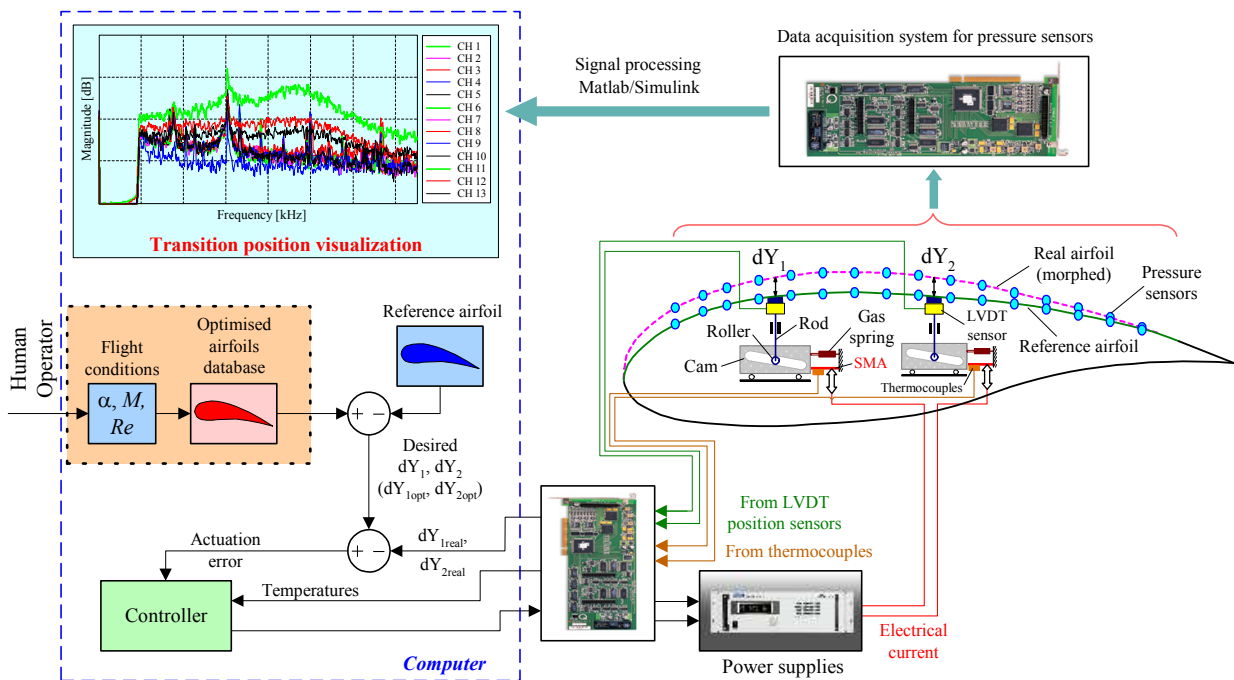 Magnitude [dB]
CH 1
CH 2
CH 3
CH 4
CH 5
CH 6
CH 7
CH 8
CH 9
CH 10
CH 11
CH 12
CH 13
Frequency [kHz]
Transition position visualization
Signal processing
Matlab/Simulink
Data acquisition system for pressure sensors
dY1
dY2
Real airfoil
(morphed)
Pressure
sensors
LVDT
sensor
Reference airfoil
Gas
spring
Rod
Roller
Cam
SMA
Thermocouples
Human
Operator
Flight
conditions
α, M,
Re
Optimised
airfoils
database
Reference airfoil
+ −
Desired
dY1, dY2
(dY1opt, dY2opt)
+ −
dY1real,
dY2real
Actuation
error
Temperatures
Controller
Computer
From LVDT
position sensors
From thermocouples
Electrical
current
Power supplies